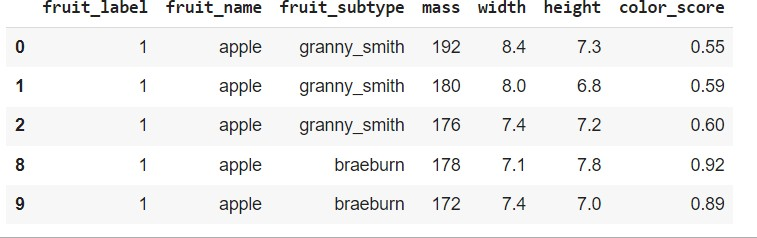 fruit_label fruit_name fruit_subtype mass width height color_score
0 1 apple granny_smith 192 8.4 7.3 0.55
1 1 apple granny_smith 180 8.0 6.8 0.59
2 1 apple granny_smith 176 7.4 7.2 0.60
8 1 apple braeburn 178 7.1 7.8 0.92
9 1 apple braeburn 172 7.4 7.0 0.89